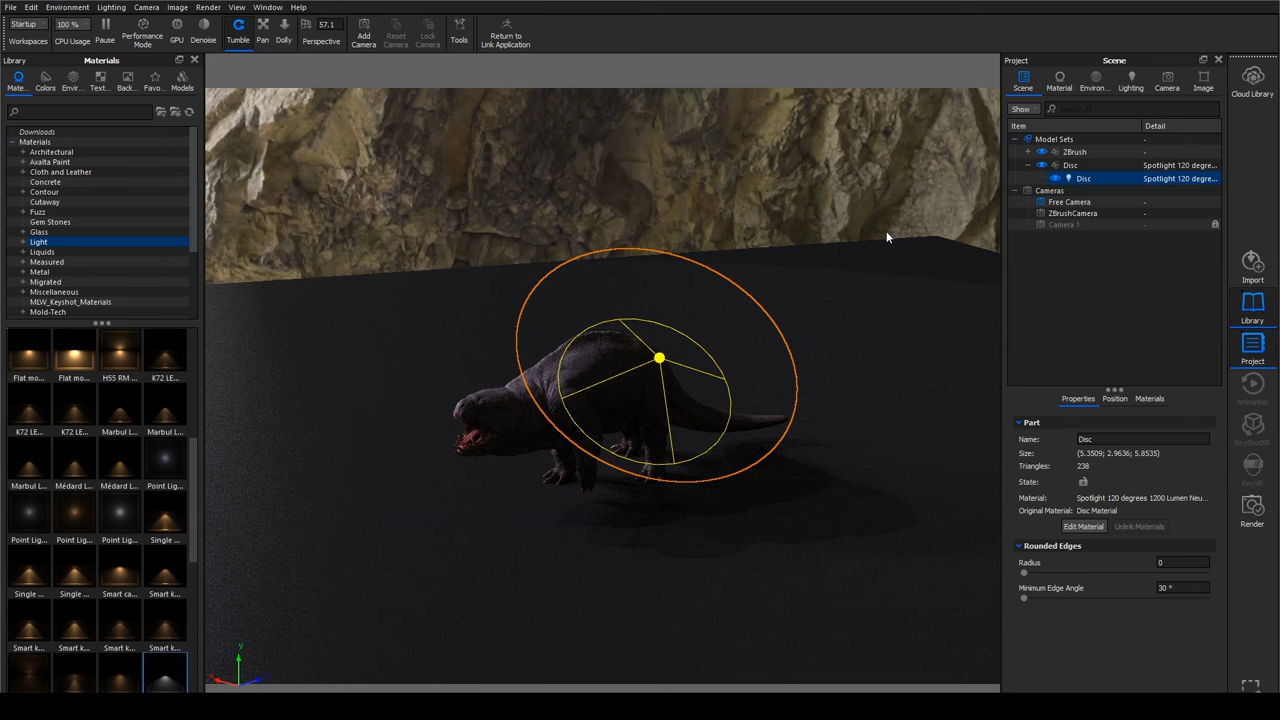 File Edit Environment Lighting Camera Image Render View Window Help
Startup 100 % 57.1
Workspaces CPU Usage Pause Performance Mode GPU Denoise Tumble Pan Dolly Perspective Add Camera Reset Camera Lock Camera Tools Return to Link Application
Library Materials
Mate... Colors Envir... Text... Back... Favo... Models
Downloads
Materials
Architectural
Axalta Paint
Cloth and Leather
Concrete
Contour
Cutaway
Fuzz
Gem Stones
Glass
Light
Liquids
Measured
Metal
Migrated
Miscellaneous
MLW_Keyshot_Materials
Mold-Tech
Flat mo... Flat mo... H55 RM ... K72 LE...
K72 LE... K72 LE... Marbul L... Marbul L...
Marbul L... Médard L... Médard L... Point Lig...
Point Lig... Point Lig... Point Lig... Single ...
Single ... Single ... Smart ca... Smart k...
Smart k... Smart k... Smart k... Smart k...
y
Project Scene
Scene Material Environ... Lighting Camera Image
Show
Item Detail
Model Sets -
ZBrush -
Disc Spotlight 120 degre...
Disc Spotlight 120 degre...
Cameras -
Free Camera -
ZBrushCamera -
Camera 1 -
Properties Position Materials
Part
Name: Disc
Size: (5.3509; 2.9636; 5.8535)
Triangles: 238
State:
Material: Spotlight 120 degrees 1200 Lumen Neu...
Original Material: Disc Material
Edit Material Unlink Materials
Rounded Edges
Radius 0
Minimum Edge Angle 30 °
Cloud Library
Import
Library
Project
Animation
KeyShotXR
KeyVR
Render